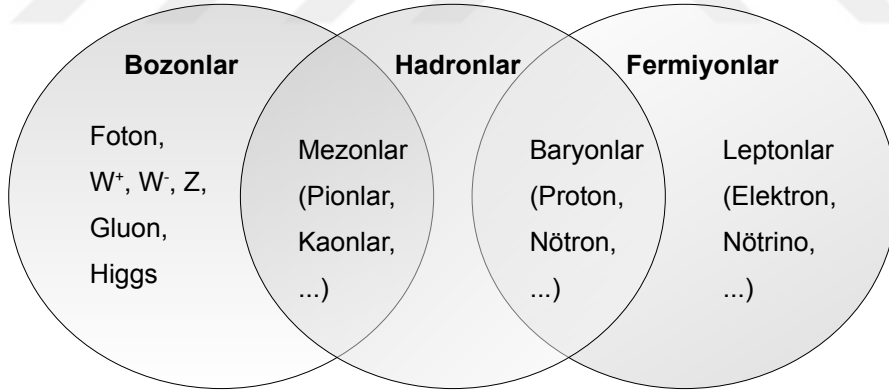 Bozonlar
Hadronlar
Fermiyonlar
Foton,
W⁺, W⁻, Z,
Gluon,
Higgs
Mezonlar
(Pionlar,
Kaonlar,
...)
Baryonlar
(Proton,
Nötron,
...)
Leptonlar
(Elektron,
Nötrino,
...)